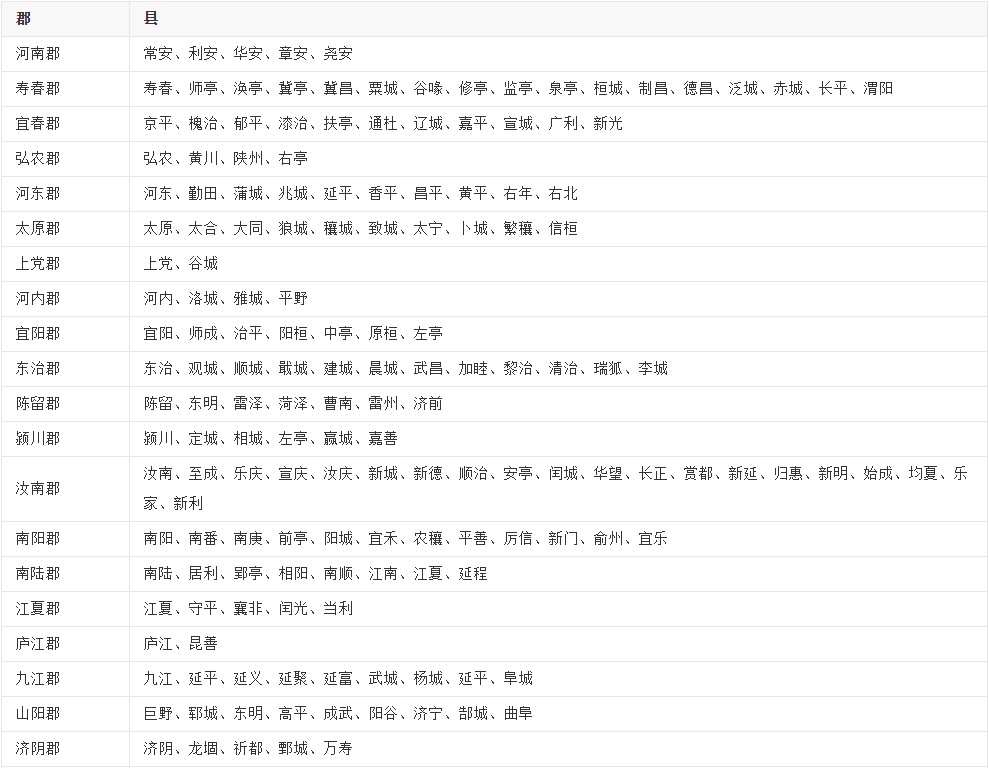 郡 县
河南郡 常安、利安、华安、章安、尧安
寿春郡 寿春、师亭、涣亭、冀亭、冀昌、粟城、谷喙、修亭、监亭、泉亭、桓城、制昌、德昌、泛城、赤城、长平、渭阳
宜春郡 京平、槐治、郁平、漆治、扶亭、通杜、辽城、嘉平、宣城、广利、新光
弘农郡 弘农、黄川、陕州、右亭
河东郡 河东、勤田、蒲城、兆城、延平、香平、昌平、黄平、右年、右北
太原郡 太原、太合、大同、狼城、穰城、致城、太宁、卜城、繁穰、信桓
上党郡 上党、谷城
河内郡 河内、洛城、雅城、平野
宜阳郡 宜阳、师成、治平、阳桓、中亭、原桓、左亭
东治郡 东治、观城、顺城、戢城、建城、晨城、武昌、加睦、黎治、清治、瑞狐、李城
陈留郡 陈留、东明、雷泽、菏泽、曹南、雷州、济前
颍川郡 颍川、定城、相城、左亭、赢城、嘉善
汝南郡 汝南、至成、乐庆、宣庆、汝庆、新城、新德、顺治、安亭、闰城、华望、长正、赏都、新延、归惠、新明、始成、均夏、乐
家、新利
南阳郡 南阳、南番、南庚、前亭、阳城、宜禾、农穰、平善、厉信、新门、俞州、宜乐
南陆郡 南陆、居利、郢亭、相阳、南顺、江南、江夏、延程
江夏郡 江夏、守平、襄非、闰光、当利
庐江郡 庐江、昆善
九江郡 九江、延平、延义、延聚、延富、武城、杨城、延平、阜城
山阳郡 巨野、郓城、东明、高平、成武、阳谷、济宁、郜城、曲阜
济阴郡 济阴、龙堌、祈都、鄄城、万寿